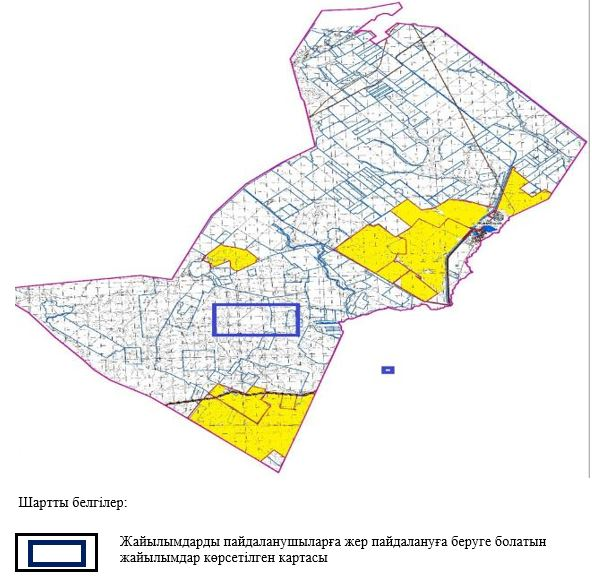 Шартты белгілер:
Жайылымдарды пайдаланушыларға жер пайдалануға беруге болатын
жайылымдар көрсетілген картасы